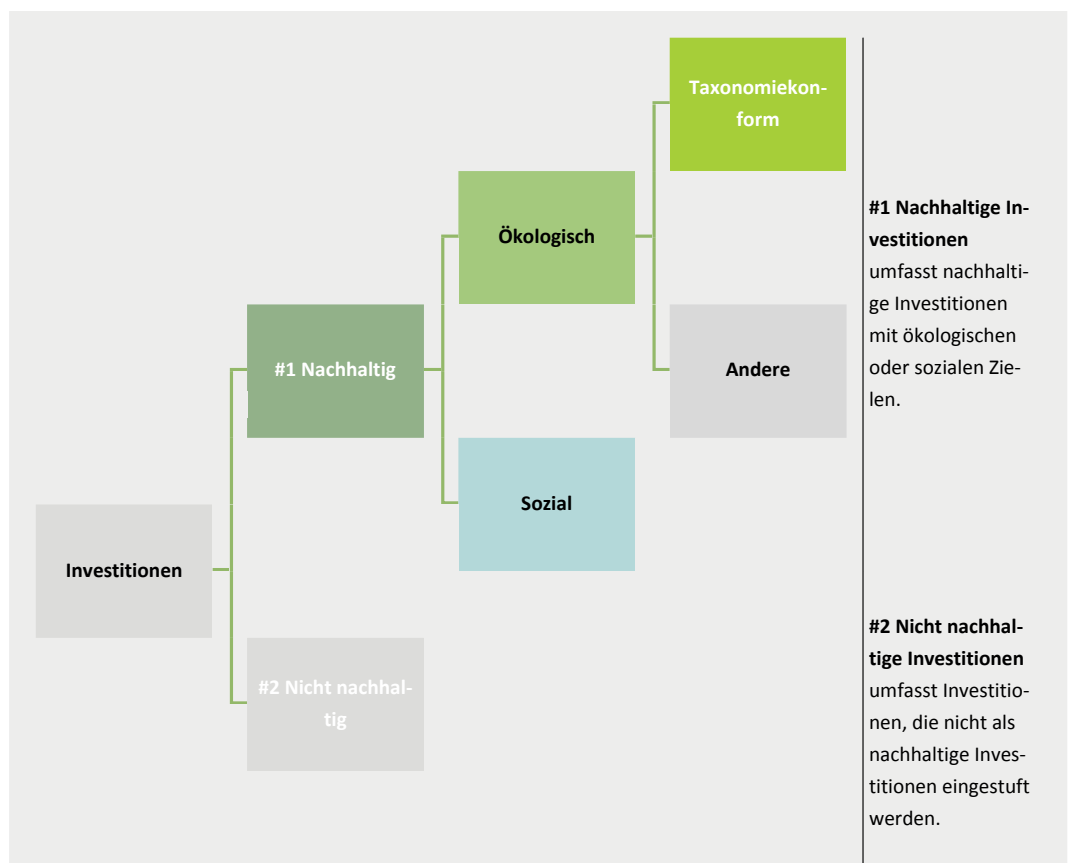 Taxonomiekon-
form
Ökologisch
#1 Nachhaltig
Andere
Sozial
Investitionen
#2 Nicht nachhal-
tig
#1 Nachhaltige In-
vestitionen
umfasst nachhalti-
ge Investitionen
mit ökologischen
oder sozialen Zie-
len.
#2 Nicht nachhal-
tige Investitionen
umfasst Investitio-
nen, die nicht als
nachhaltige Inves-
titionen eingestuft
werden.